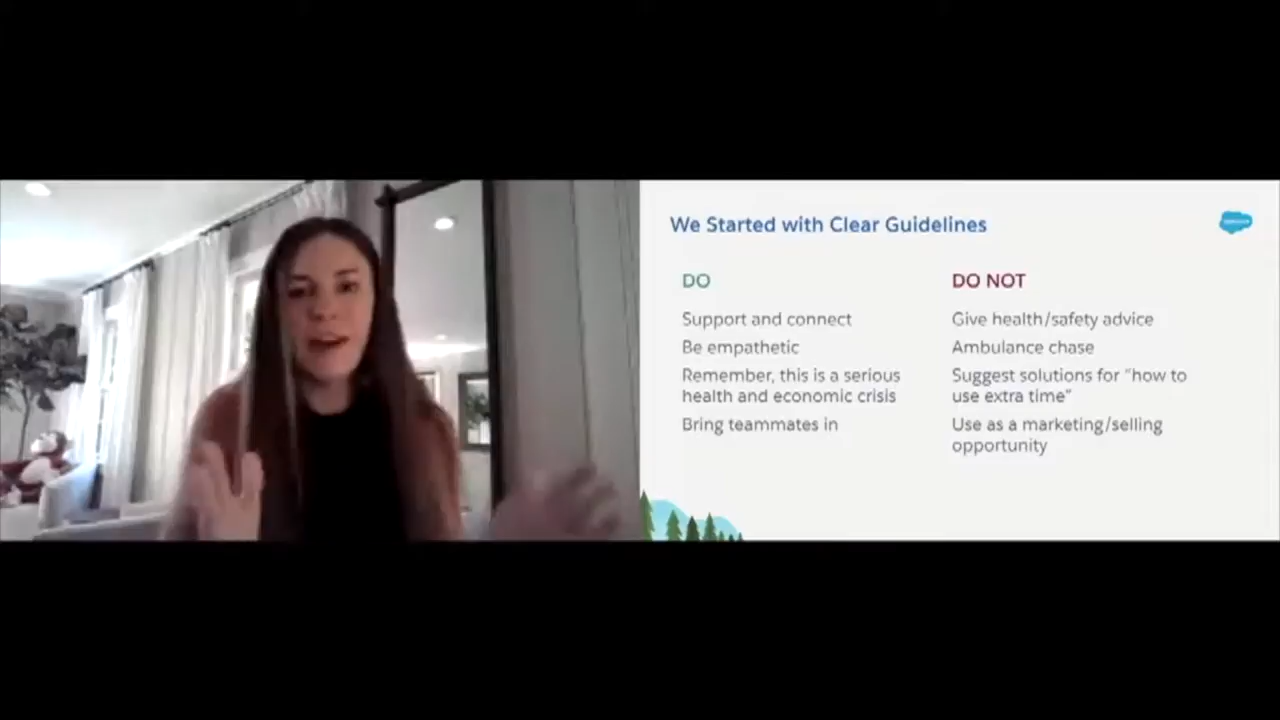 We Started with Clear Guidelines
DO
Support and connect
Be empathetic
Remember, this is a serious
health and economic crisis
Bring teammates in
DO NOT
Give health/safety advice
Ambulance chase
Suggest solutions for “how to
use extra time”
Use as a marketing/selling
opportunity